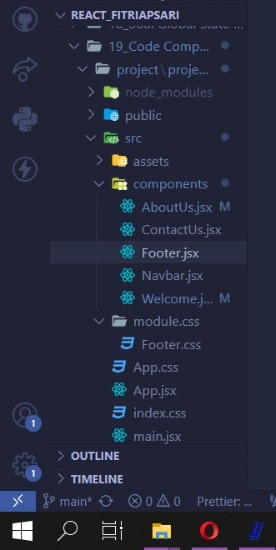 REACT_FITRIAPSARI
19_Code Comp...
project \ proje...
node_modules
public
src
assets
components
AboutUs.jsx M
ContactUs.jsx
Footer.jsx
Navbar.jsx
Welcome.j... M
module.css
Footer.css
App.css
App.jsx
index.css
main.jsx
OUTLINE
1
TIMELINE
1
main* 0 0 Prettier: ...